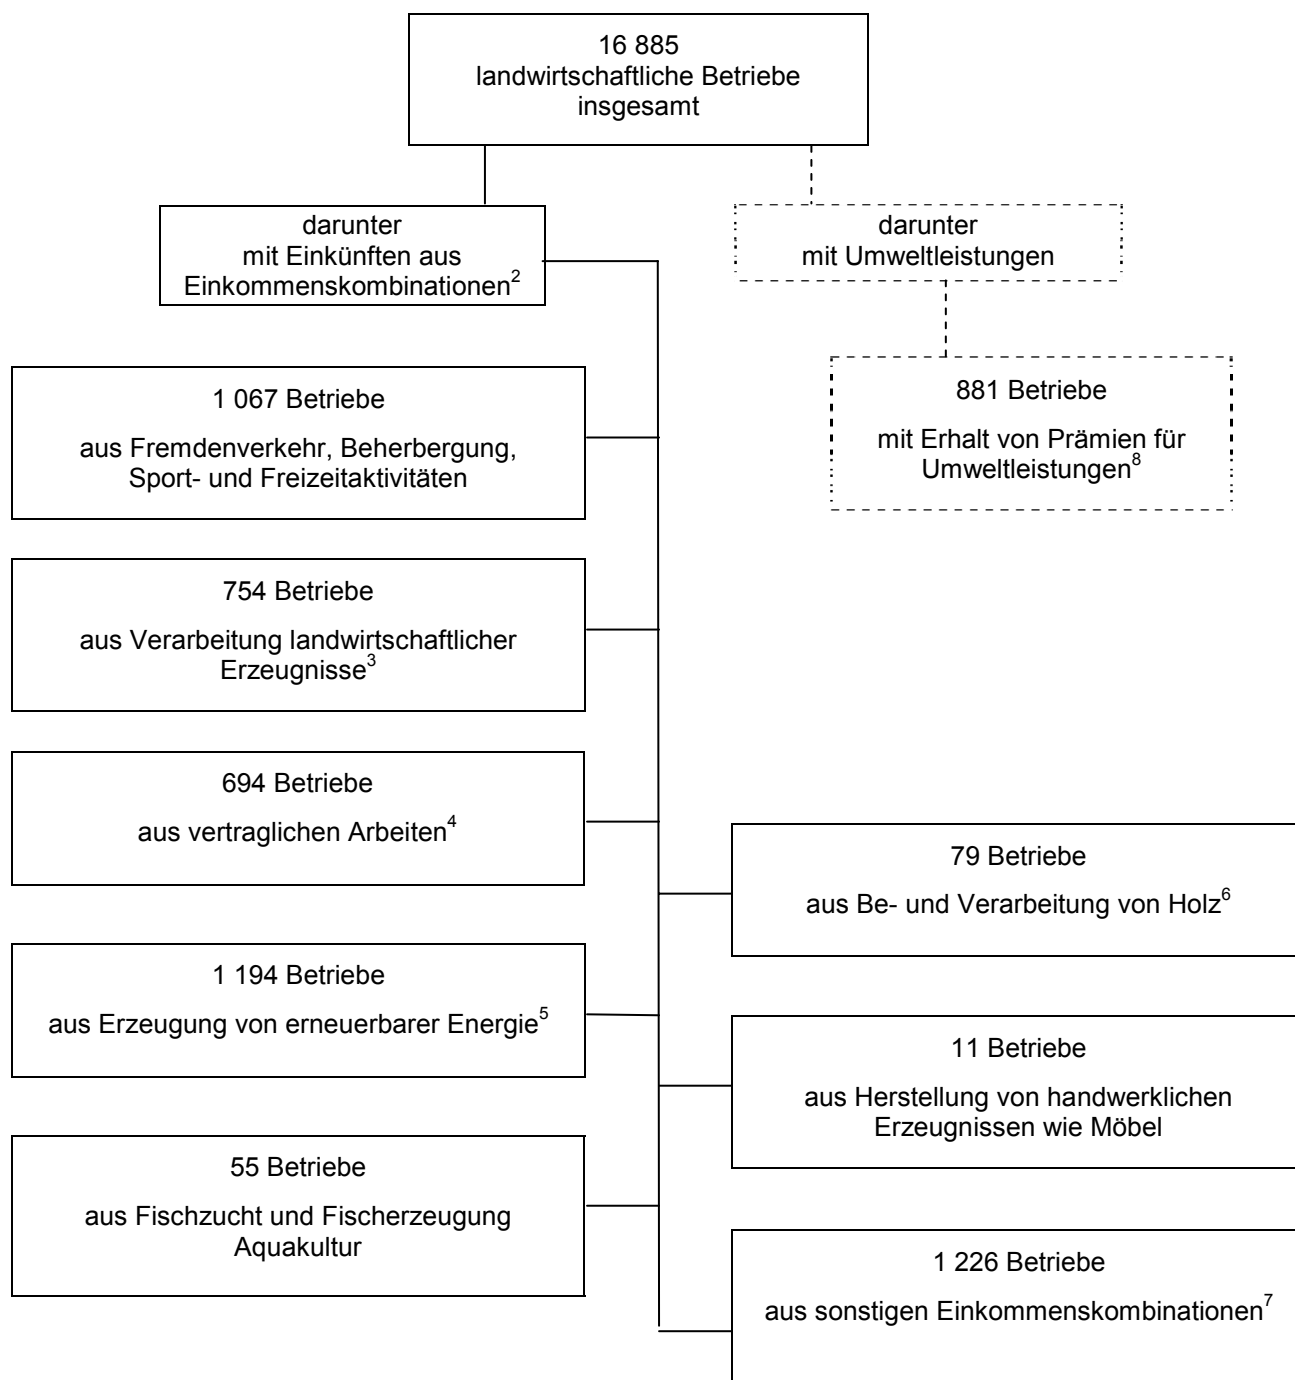 16 885
landwirtschaftliche Betriebe
insgesamt
darunter
mit Einkünften aus
Einkommenskombinationen²
darunter
mit Umweltleistungen
881 Betriebe
mit Erhalt von Prämien für
Umweltleistungen⁸
1 067 Betriebe
aus Fremdenverkehr, Beherbergung,
Sport- und Freizeitaktivitäten
754 Betriebe
aus Verarbeitung landwirtschaftlicher
Erzeugnisse³
694 Betriebe
aus vertraglichen Arbeiten⁴
1 194 Betriebe
aus Erzeugung von erneuerbarer Energie⁵
55 Betriebe
aus Fischzucht und Fischerzeugung
Aquakultur
79 Betriebe
aus Be- und Verarbeitung von Holz⁶
11 Betriebe
aus Herstellung von handwerklichen
Erzeugnissen wie Möbel
1 226 Betriebe
aus sonstigen Einkommenskombinationen⁷